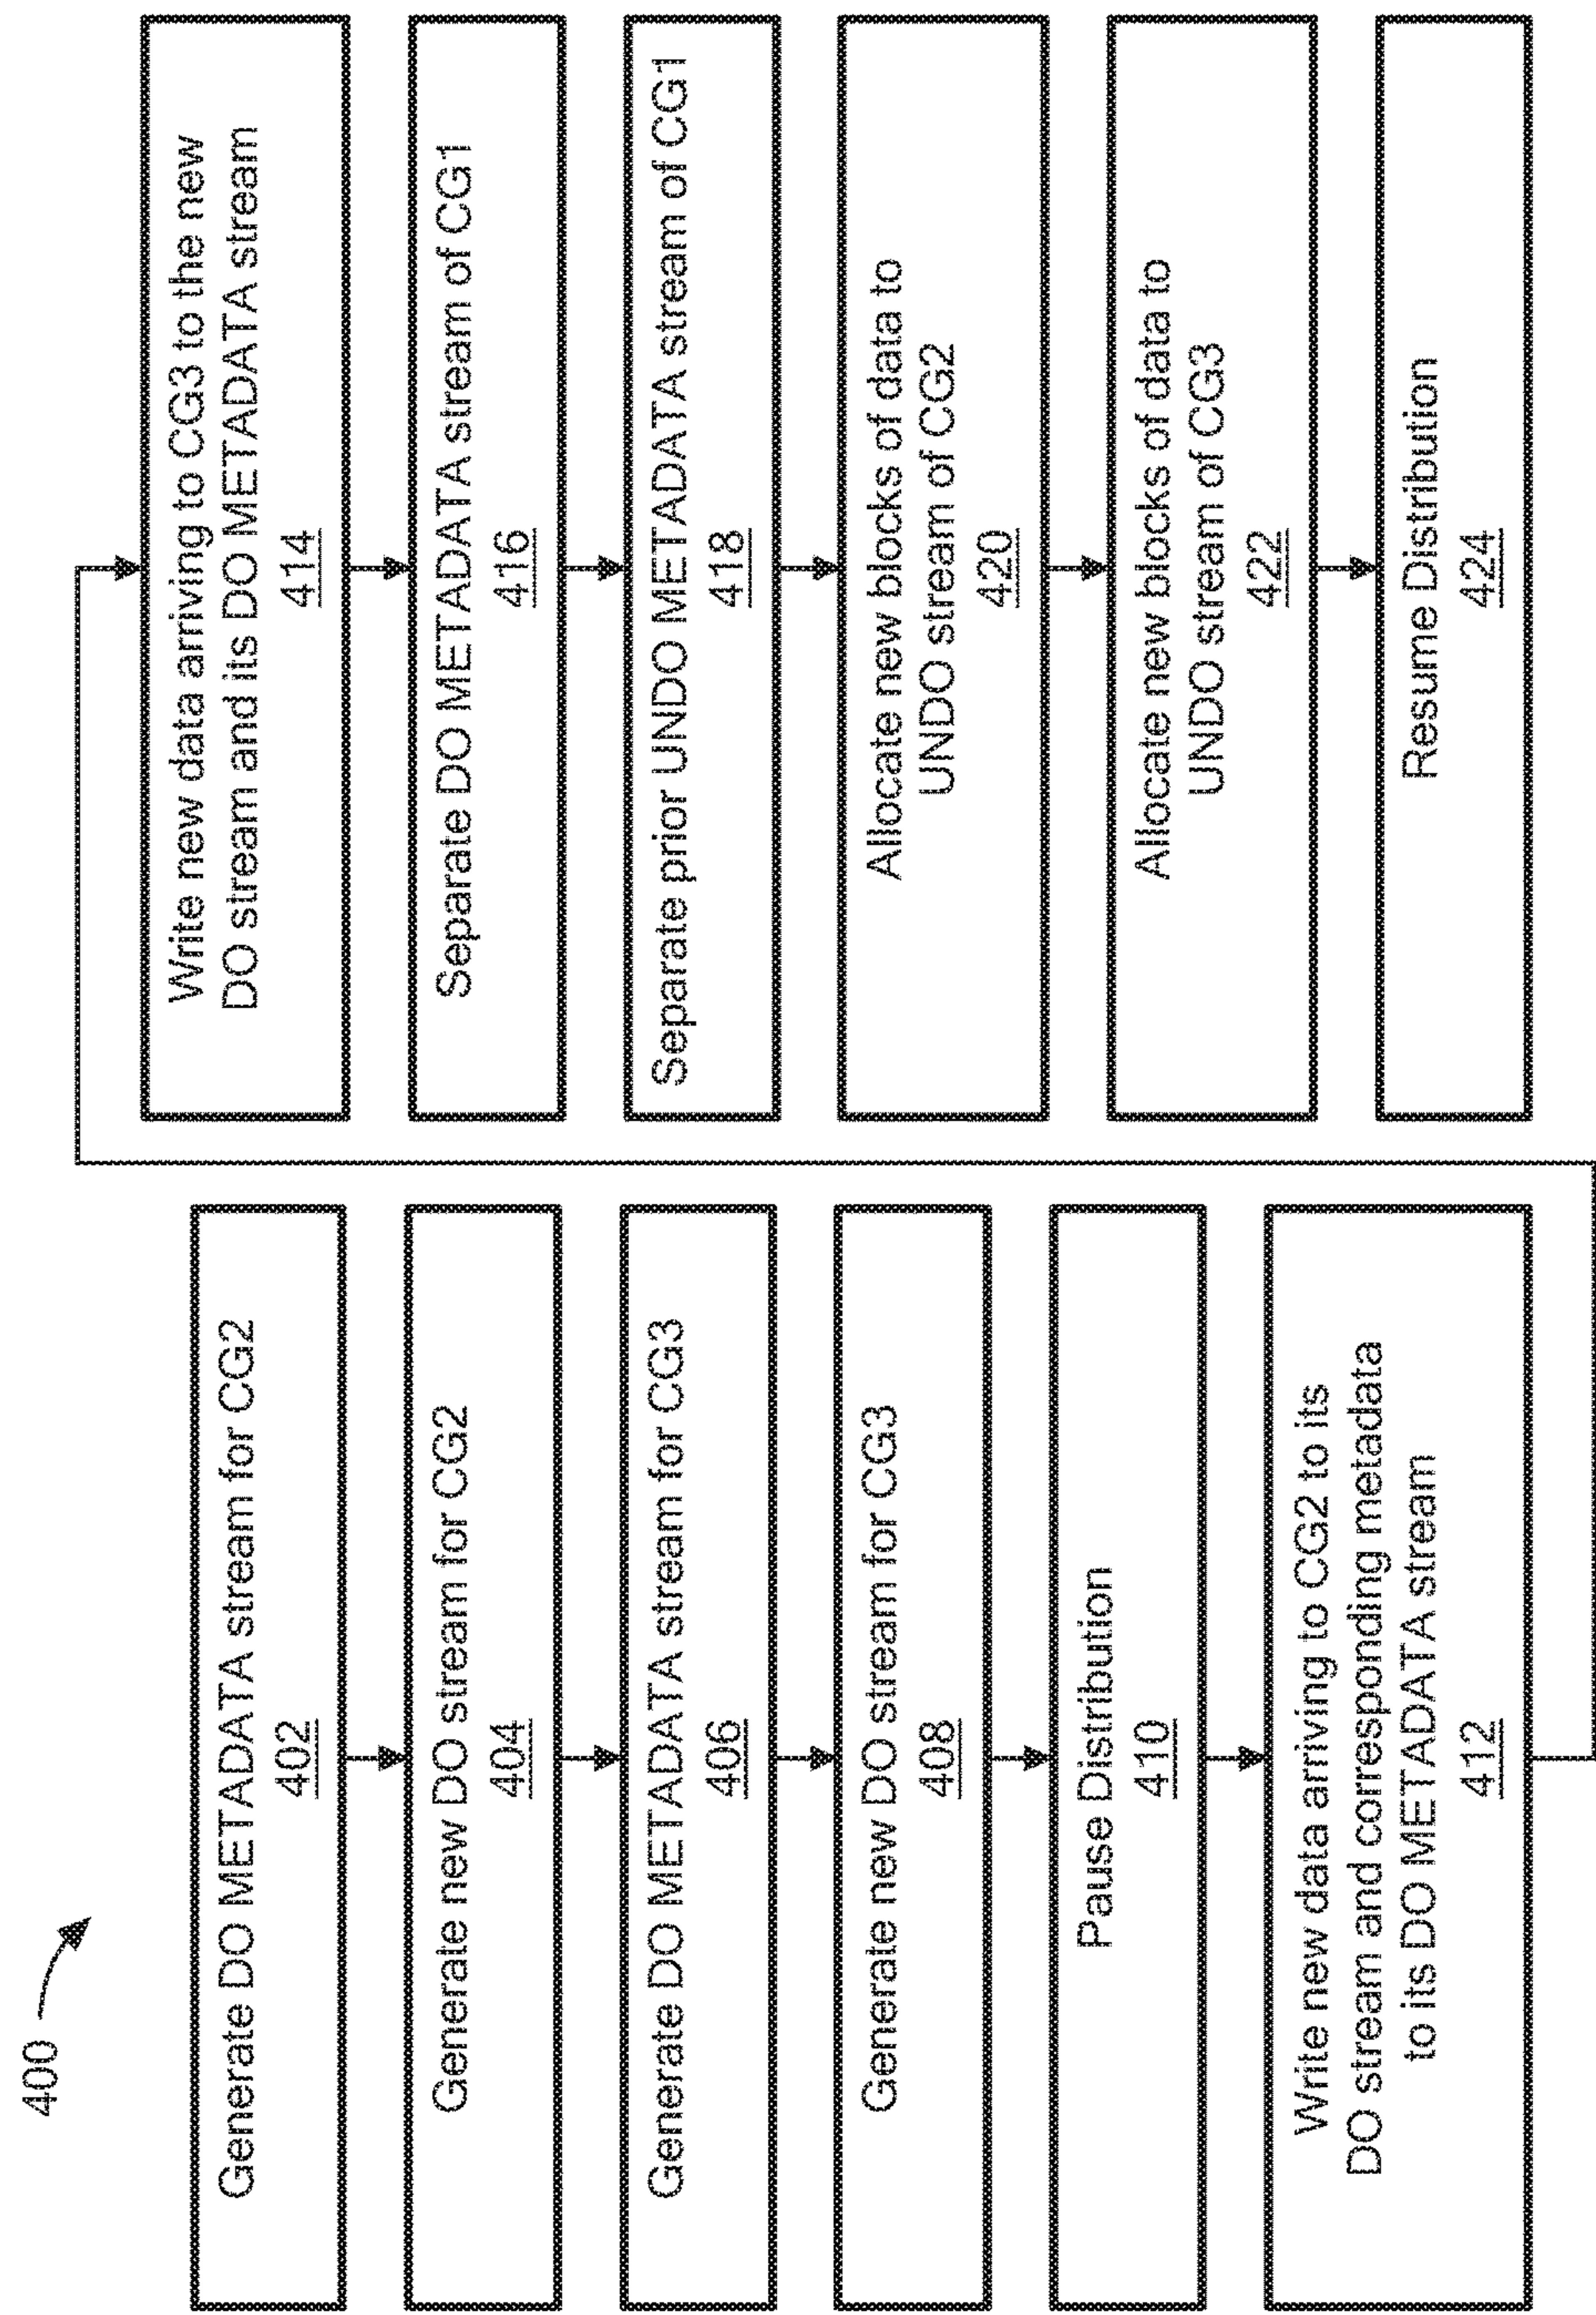 400
Generate DO METADATA stream for CG2
402
Generate new DO stream for CG2
404
Generate DO METADATA stream for CG3
406
Generate new DO stream for CG3
408
Pause Distribution
410
Write new data arriving to CG2 to its
DO stream and corresponding metadata
to its DO METADATA stream
412
Write new data arriving to CG3 to the new
DO stream and its DO METADATA stream
414
Separate DO METADATA stream of CG1
416
Separate prior UNDO METADATA stream of CG1
418
Allocate new blocks of data to
UNDO stream of CG2
420
Allocate new blocks of data to
UNDO stream of CG3
422
Resume Distribution
424